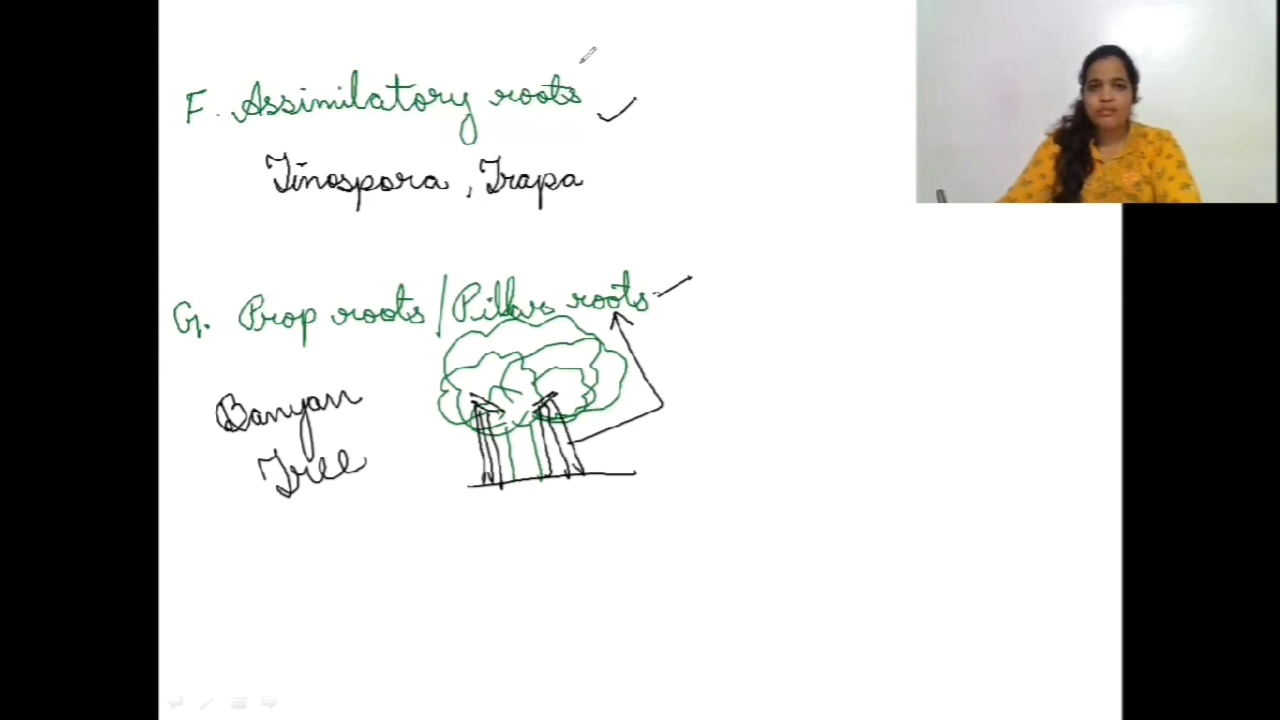 F. Assimilatory roots
Tinospora, Trapa
G. Prop roots/Pillar roots
Banyan
Tree